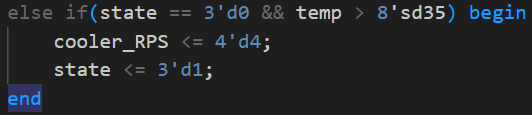 else if(state == 3'd0 && temp > 8'sd35) begin
cooler_RPS <= 4'd4;
state <= 3'd1;
end